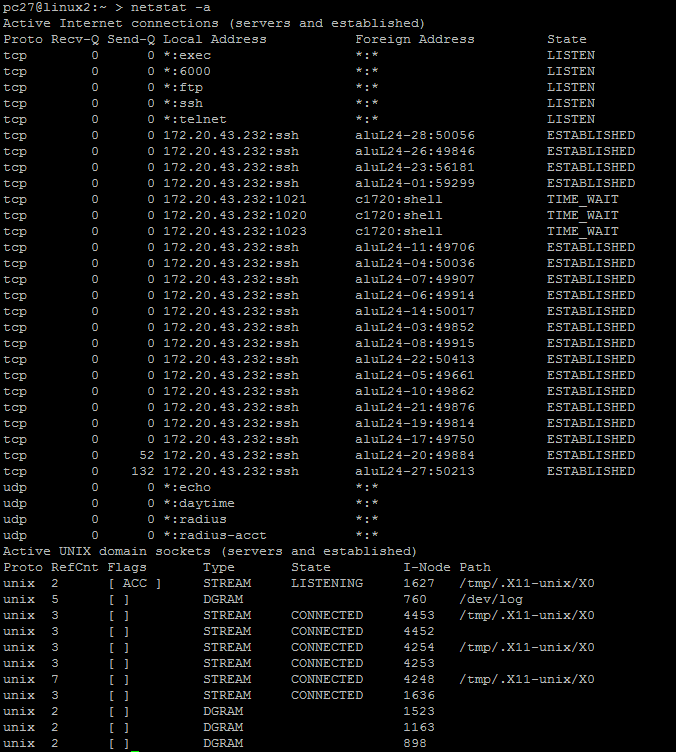 pc27@linux2:~ > netstat -a
Active Internet connections (servers and established)
Proto Recv-Q Send-Q Local Address           Foreign Address         State
tcp        0      0 *:exec                  *:*                     LISTEN
tcp        0      0 *:6000                  *:*                     LISTEN
tcp        0      0 *:ftp                   *:*                     LISTEN
tcp        0      0 *:ssh                   *:*                     LISTEN
tcp        0      0 *:telnet                *:*                     LISTEN
tcp        0      0 172.20.43.232:ssh       aluL24-28:50056         ESTABLISHED
tcp        0      0 172.20.43.232:ssh       aluL24-26:49846         ESTABLISHED
tcp        0      0 172.20.43.232:ssh       aluL24-23:56181         ESTABLISHED
tcp        0      0 172.20.43.232:ssh       aluL24-01:59299         ESTABLISHED
tcp        0      0 172.20.43.232:1021      c1720:shell             TIME_WAIT
tcp        0      0 172.20.43.232:1020      c1720:shell             TIME_WAIT
tcp        0      0 172.20.43.232:1023      c1720:shell             TIME_WAIT
tcp        0      0 172.20.43.232:ssh       aluL24-11:49706         ESTABLISHED
tcp        0      0 172.20.43.232:ssh       aluL24-04:50036         ESTABLISHED
tcp        0      0 172.20.43.232:ssh       aluL24-07:49907         ESTABLISHED
tcp        0      0 172.20.43.232:ssh       aluL24-06:49914         ESTABLISHED
tcp        0      0 172.20.43.232:ssh       aluL24-14:50017         ESTABLISHED
tcp        0      0 172.20.43.232:ssh       aluL24-03:49852         ESTABLISHED
tcp        0      0 172.20.43.232:ssh       aluL24-08:49915         ESTABLISHED
tcp        0      0 172.20.43.232:ssh       aluL24-22:50413         ESTABLISHED
tcp        0      0 172.20.43.232:ssh       aluL24-05:49661         ESTABLISHED
tcp        0      0 172.20.43.232:ssh       aluL24-10:49862         ESTABLISHED
tcp        0      0 172.20.43.232:ssh       aluL24-21:49876         ESTABLISHED
tcp        0      0 172.20.43.232:ssh       aluL24-19:49814         ESTABLISHED
tcp        0      0 172.20.43.232:ssh       aluL24-17:49750         ESTABLISHED
tcp        0     52 172.20.43.232:ssh       aluL24-20:49884         ESTABLISHED
tcp        0    132 172.20.43.232:ssh       aluL24-27:50213         ESTABLISHED
udp        0      0 *:echo                  *:*
udp        0      0 *:daytime               *:*
udp        0      0 *:radius                *:*
udp        0      0 *:radius-acct           *:*
Active UNIX domain sockets (servers and established)
Proto RefCnt Flags       Type       State         I-Node Path
unix  2      [ ACC ]     STREAM     LISTENING     1627   /tmp/.X11-unix/X0
unix  5      [ ]         DGRAM                    760    /dev/log
unix  3      [ ]         STREAM     CONNECTED     4453   /tmp/.X11-unix/X0
unix  3      [ ]         STREAM     CONNECTED     4452
unix  3      [ ]         STREAM     CONNECTED     4254   /tmp/.X11-unix/X0
unix  3      [ ]         STREAM     CONNECTED     4253
unix  7      [ ]         STREAM     CONNECTED     4248   /tmp/.X11-unix/X0
unix  3      [ ]         STREAM     CONNECTED     1636
unix  2      [ ]         DGRAM                    1523
unix  2      [ ]         DGRAM                    1163
unix  2      [ ]         DGRAM                    898